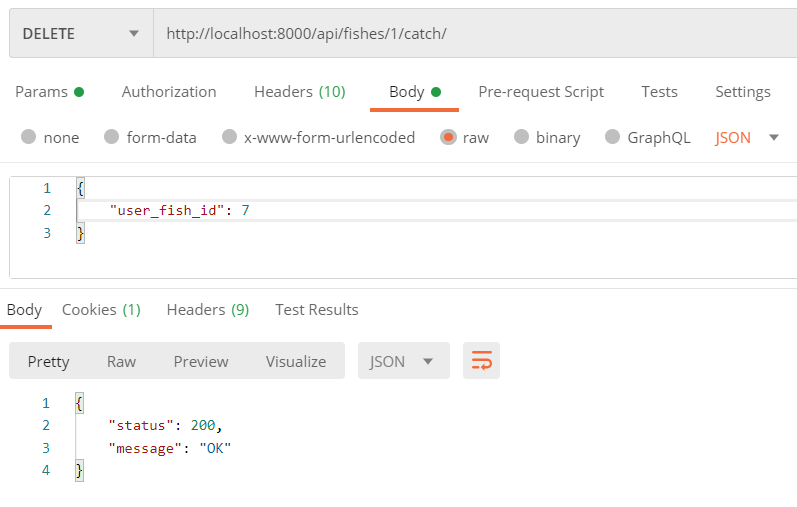 DELETE http://localhost:8000/api/fishes/1/catch/
Params Authorization Headers (10) Body Pre-request Script Tests Settings
none form-data x-www-form-urlencoded raw binary GraphQL JSON
1 {
2 "user_fish_id": 7
3 }
Body Cookies (1) Headers (9) Test Results
Pretty Raw Preview Visualize JSON
1 {
2 "status": 200,
3 "message": "OK"
4 }